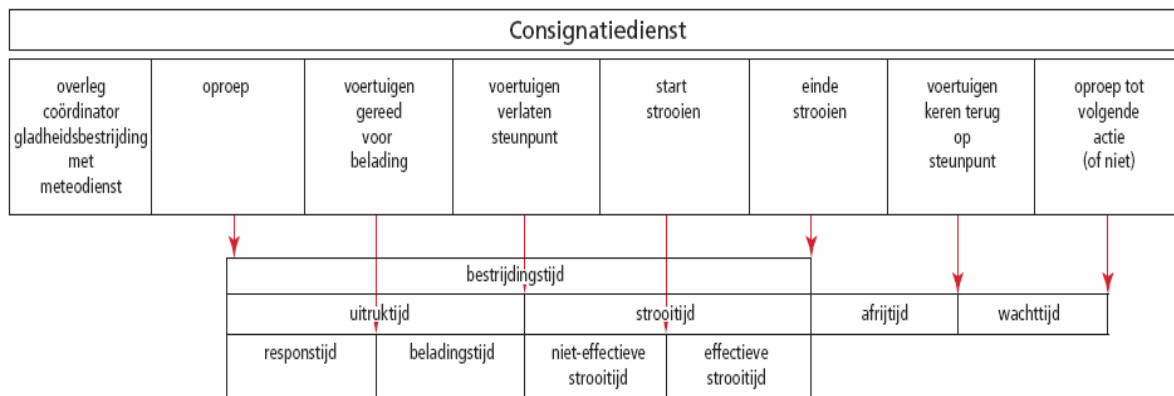 Consignatiedienst
overleg
coördinator
gladheidsbestrijding
met
meteodienst
oproep
voertuigen
gereed
voor
belading
voertuigen
verlaten
steunpunt
start
strooien
einde
strooien
voertuigen
keren terug
op
steunpunt
oproep tot
volgende
actie
(of niet)
bestrijdingstijd
uitruktijd
strooitijd
afrijtijd
wachttijd
responstijd
beladingstijd
niet-effectieve
strooitijd
effectieve
strooitijd